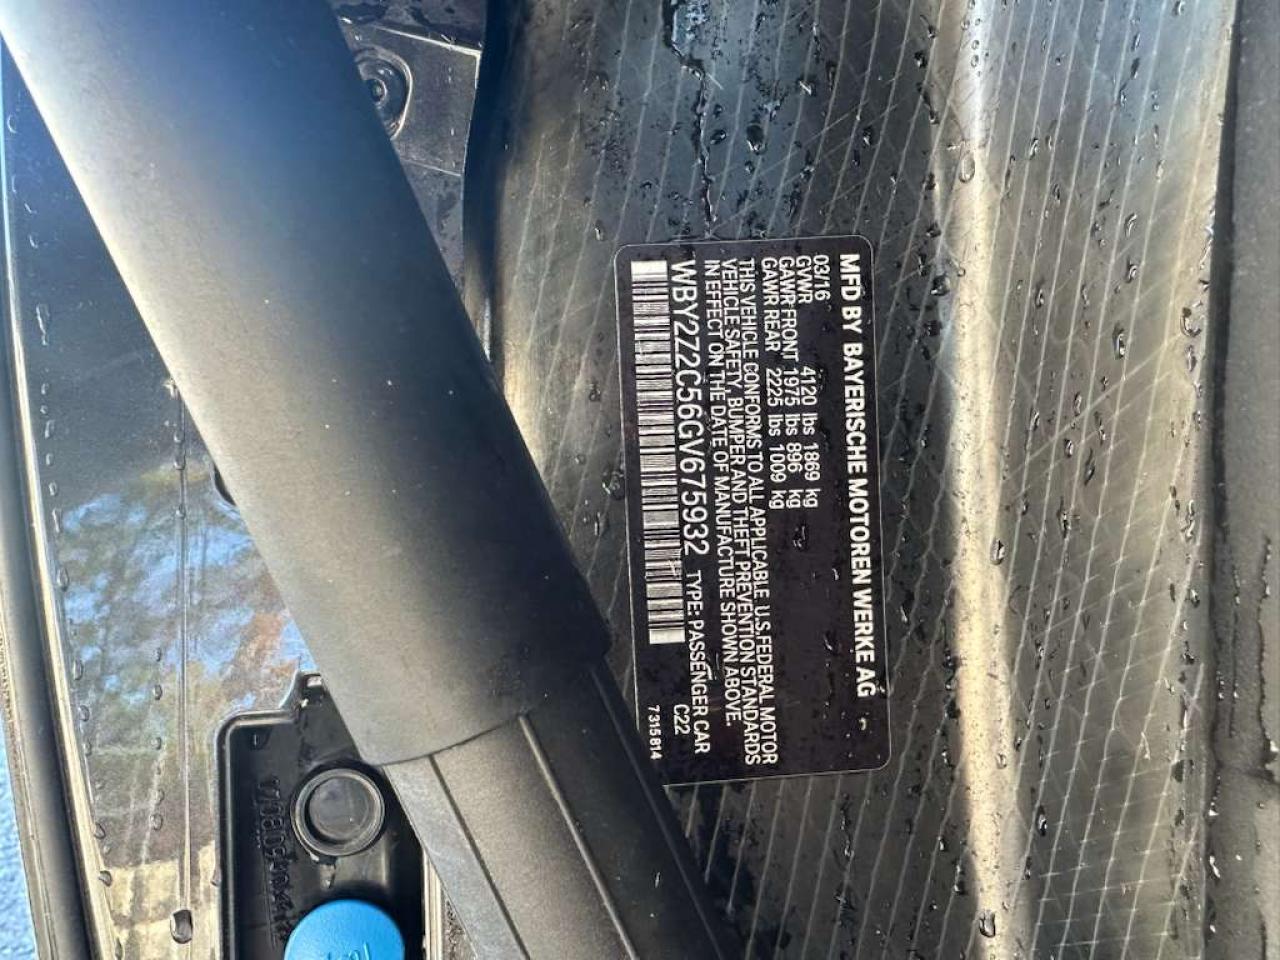 MFD BY BAYERISCHE MOTOREN WERKE AG
03/16
GVWR 4120 lbs 1869 kg
GAWR FRONT 1975 lbs 896 kg
GAWR REAR 2225 lbs 1009 kg
THIS VEHICLE CONFORMS TO ALL APPLICABLE U.S.FEDERAL MOTOR
VEHICLE SAFETY, BUMPER AND THEFT PREVENTION STANDARDS
IN EFFECT ON THE DATE OF MANUFACTURE SHOWN ABOVE.
WBY2Z2C56GV675932 TYPE: PASSENGER CAR
C22
7315814